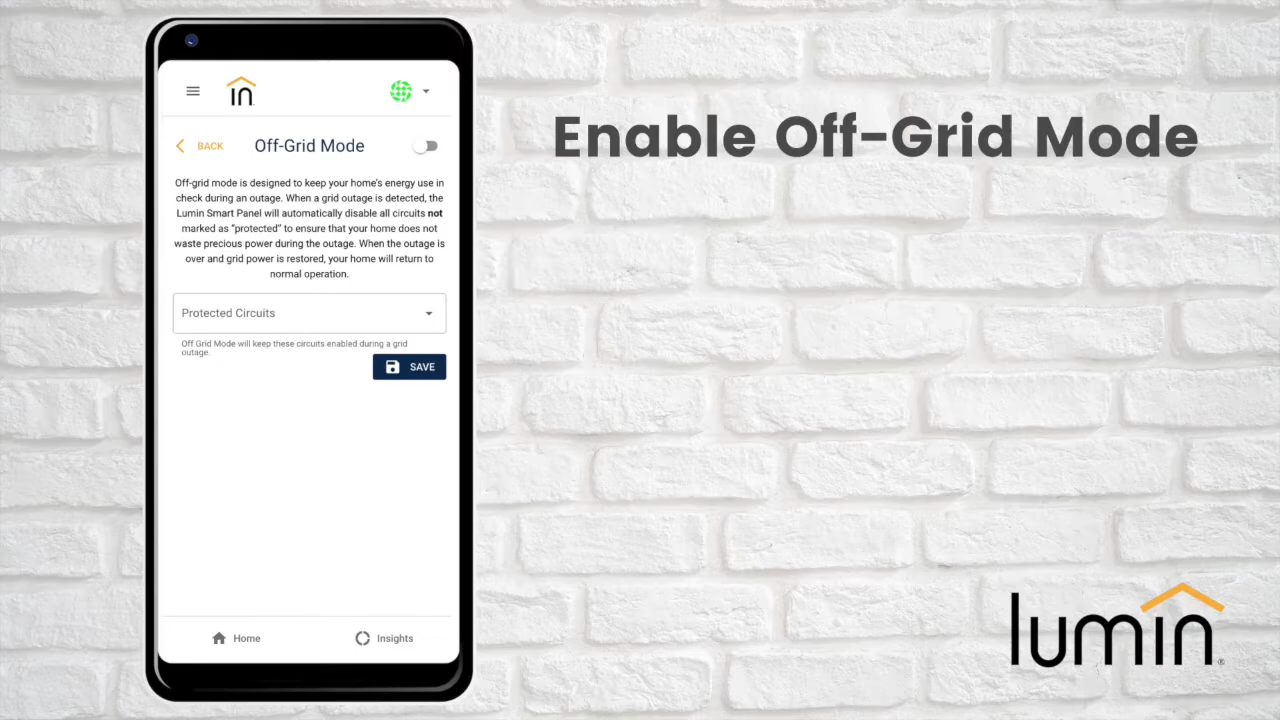 Enable Off-Grid Mode
in
BACK
Off-Grid Mode
Off-grid mode is designed to keep your home's energy use in
check during an outage. When a grid outage is detected, the
Lumin Smart Panel will automatically disable all circuits not
marked as “protected” to ensure that your home does not
waste precious power during the outage. When the outage is
over and grid power is restored, your home will return to
normal operation.
Protected Circuits
Off Grid Mode will keep these circuits enabled during a grid
outage.
SAVE
Home
Insights
lumin®